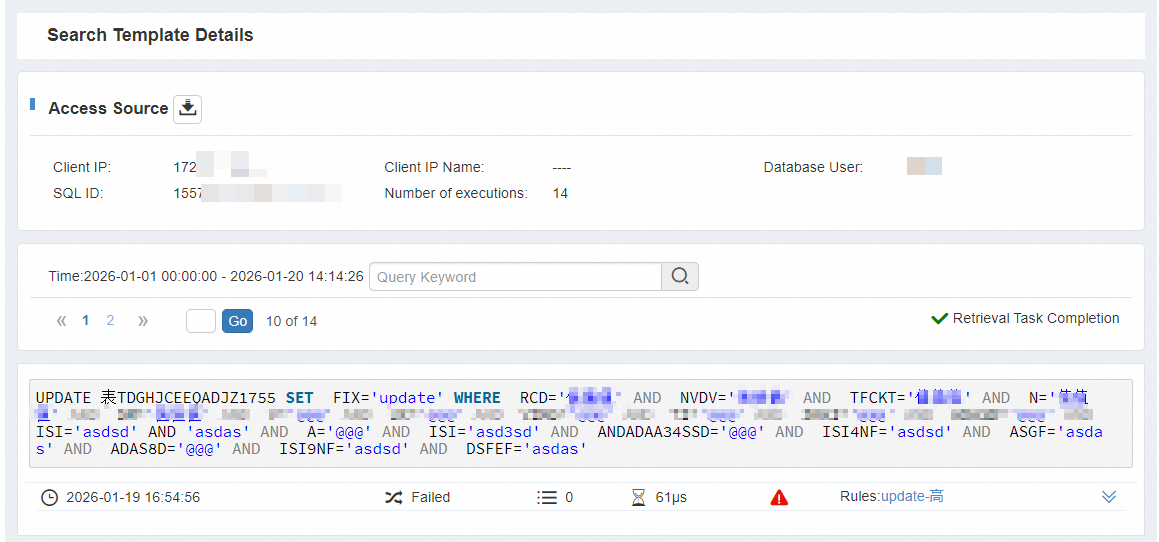 Search Template Details
Access Source
Client IP: 172 Client IP Name: ---- Database User:
SQL ID: 1557 Number of executions: 14
Time:2026-01-01 00:00:00 - 2026-01-20 14:14:26 Query Keyword
« 1 2 » Go 10 of 14 Retrieval Task Completion
UPDATE 表TDGHJCEEQADJZ1755 SET FIX='update' WHERE RCD=' ' AND NVDV=' ' AND TFCKT=' ' AND N='
ISI='asdsd' AND 'asdas' AND A='@@@' AND ISI='asd3sd' AND ANDADAA34SSD='@@@' AND ISI4NF='asdsd' AND ASGF='asda
s' AND ADAS8D='@@@' AND ISI9NF='asdsd' AND DSFEF='asdas'
2026-01-19 16:54:56 Failed 0 61μs Rules:update-高